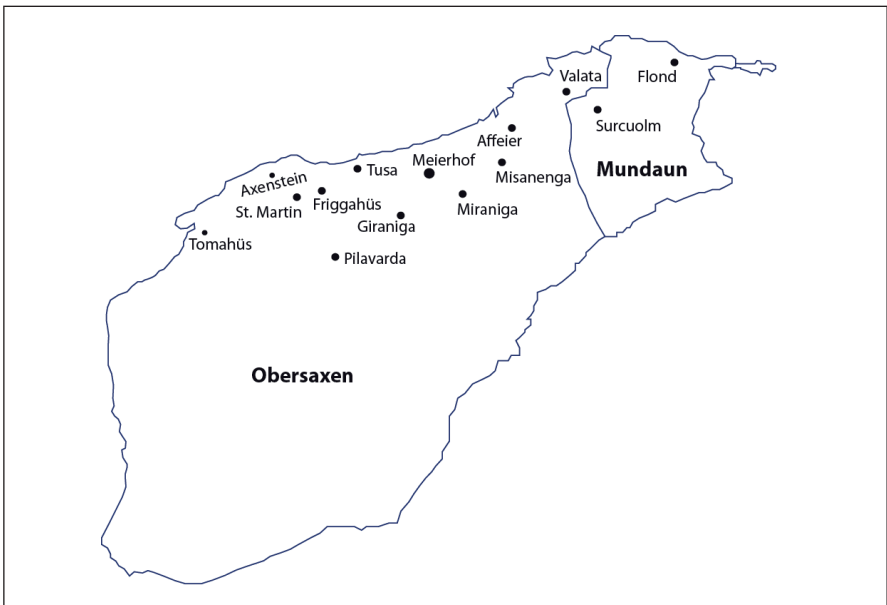 Valata
Flond
Surcuolm
Affeier
Mundaun
Meierhof
Tusa
Misanenga
Axenstein
St. Martin
Friggahüs
Miraniga
Giraniga
Tomahüs
Pilavarda
Obersaxen